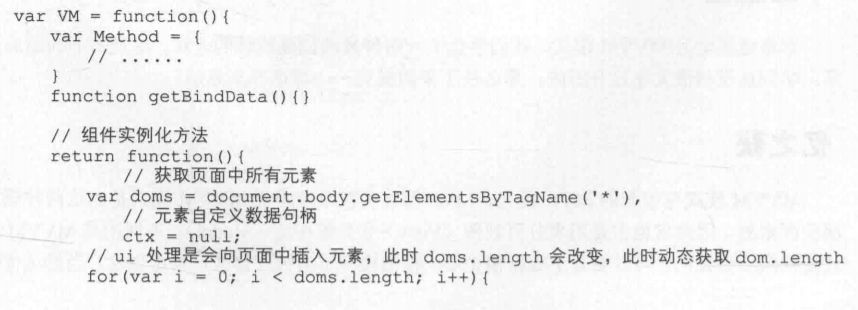 var VM = function(){
var Method = {
// ......
}
function getBindData(){}
// 组件实例化方法
return function(){
// 获取页面中所有元素
var doms = document.body.getElementsByTagName('*'),
// 元素自定义数据句柄
ctx = null;
// ui 处理是会向页面中插入元素，此时 doms.length 会改变，此时动态获取 dom.length
for(var i = 0; i < doms.length; i++){